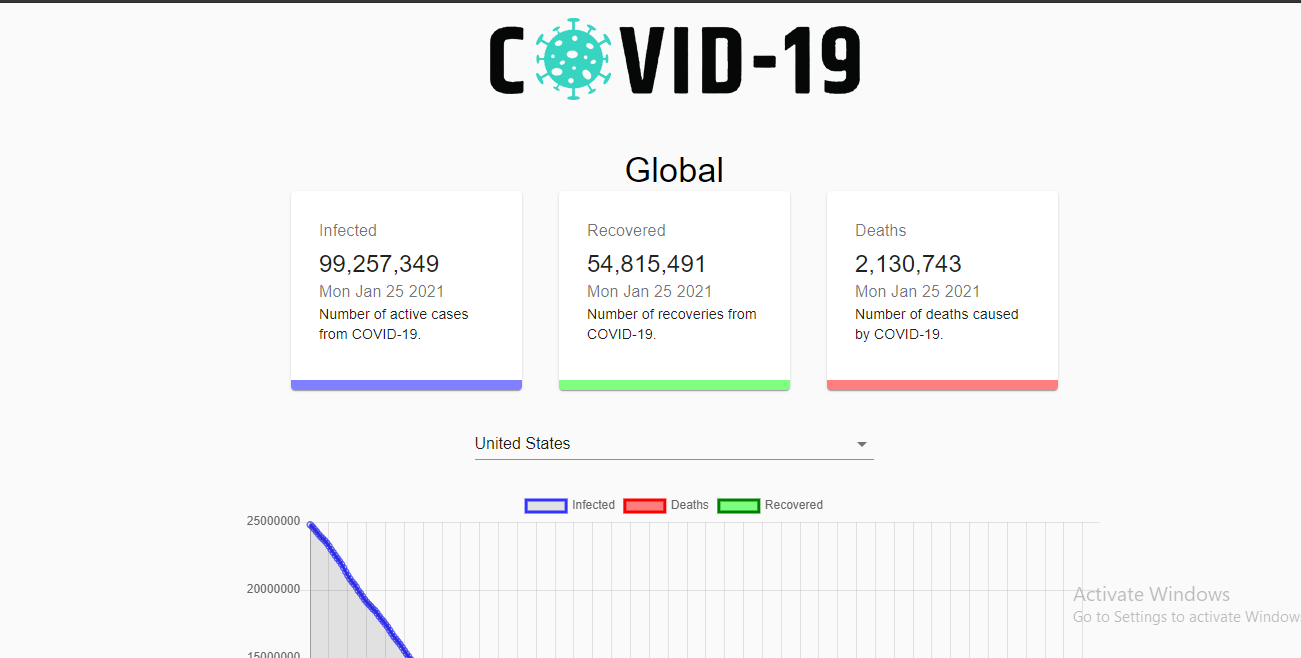 COVID-19
Global
Infected
99,257,349
Mon Jan 25 2021
Number of active cases
from COVID-19.
Recovered
54,815,491
Mon Jan 25 2021
Number of recoveries from
COVID-19.
Deaths
2,130,743
Mon Jan 25 2021
Number of deaths caused
by COVID-19.
United States
Infected Deaths Recovered
25000000
20000000
15000000
Activate Windows
Go to Settings to activate Windows